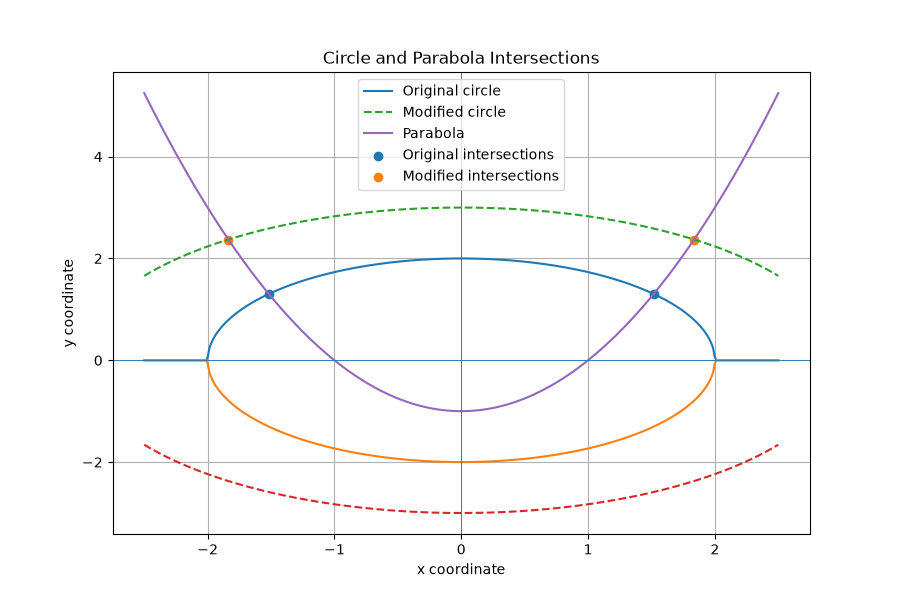 Circle and Parabola Intersections
Original circle
Modified circle
Parabola
Original intersections
Modified intersections
y coordinate
4
2
0
−2
−2
−1
0
1
2
x coordinate